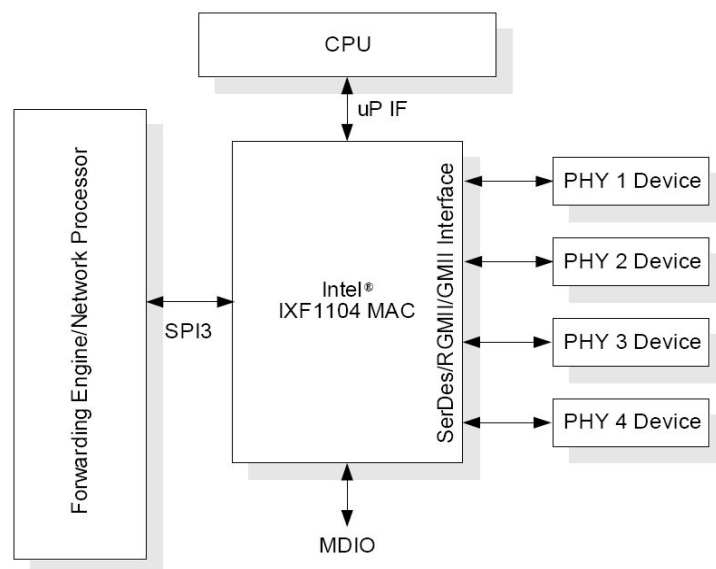 CPU
uP IF
Forwarding Engine/Network Processor
SPI3
Intel®
IXF1104 MAC
SerDes/RGMII/GMII Interface
PHY 1 Device
PHY 2 Device
PHY 3 Device
PHY 4 Device
MDIO